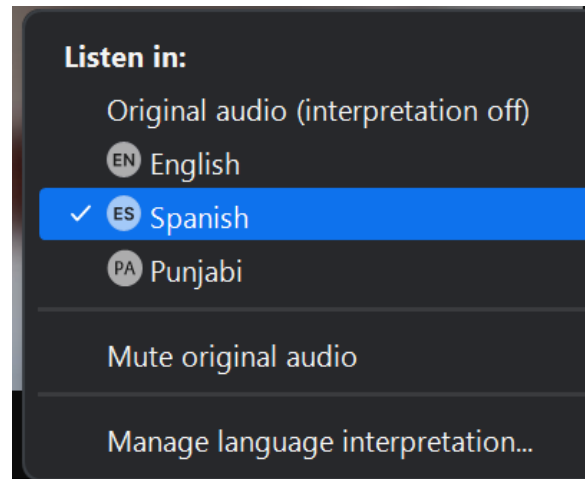 Listen in:
Original audio (interpretation off)
EN English
ES Spanish
PA Punjabi
Mute original audio
Manage language interpretation...